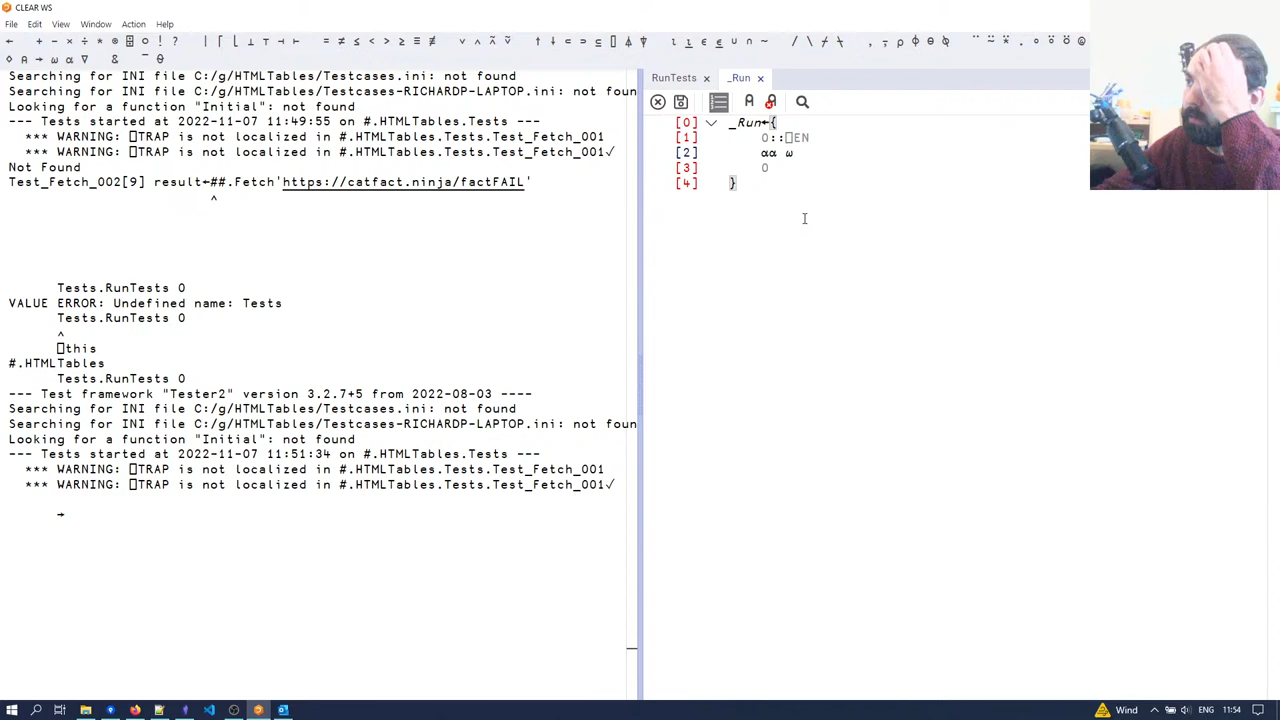 CLEAR WS
File Edit View Window Action Help
← + - × ÷ * ⍟ ⌹ ○ ! ? | ⌈ ⌊ ⊥ ⊤ ⊣ ⊢ = ≠ ≤ < > ≥ ≡ ≢ ∨ ∧ ⍲ ⍱ ↑ ↓ ⊂ ⊃ ⊆ ⌷ ⍋ ⍒ ⍳ ⍸ ∊ ⍷ ∪ ∩ ~ / \ ⌿ ⍀ , ⍪ ⍴ ⌽ ⊖ ⍉
⍬ ⍺ → ⍵ ⍺ ∇ & ¯
Searching for INI file C:/g/HTMLTables/Testcases.ini: not found
Searching for INI file C:/g/HTMLTables/Testcases-RICHARDP-LAPTOP.ini: not foun
Looking for a function "Initial": not found
--- Tests started at 2022-11-07 11:49:55 on #.HTMLTables.Tests ---
*** WARNING: ⎕TRAP is not localized in #.HTMLTables.Tests.Test_Fetch_001
*** WARNING: ⎕TRAP is not localized in #.HTMLTables.Tests.Test_Fetch_001✓
Not Found
Test_Fetch_002[9] result←##.Fetch'https://catfact.ninja/factFAIL'
^
Tests.RunTests 0
VALUE ERROR: Undefined name: Tests
Tests.RunTests 0
^
⎕this
#.HTMLTables
Tests.RunTests 0
--- Test framework "Tester2" version 3.2.7+5 from 2022-08-03 ----
Searching for INI file C:/g/HTMLTables/Testcases.ini: not found
Searching for INI file C:/g/HTMLTables/Testcases-RICHARDP-LAPTOP.ini: not foun
Looking for a function "Initial": not found
--- Tests started at 2022-11-07 11:51:34 on #.HTMLTables.Tests ---
*** WARNING: ⎕TRAP is not localized in #.HTMLTables.Tests.Test_Fetch_001
*** WARNING: ⎕TRAP is not localized in #.HTMLTables.Tests.Test_Fetch_001✓
→
RunTests × _Run ×
[0] _Run←{
[1] 0::⎕EN
[2] ⍺⍺ ⍵
[3] 0
[4] }
Wind ENG 11:54